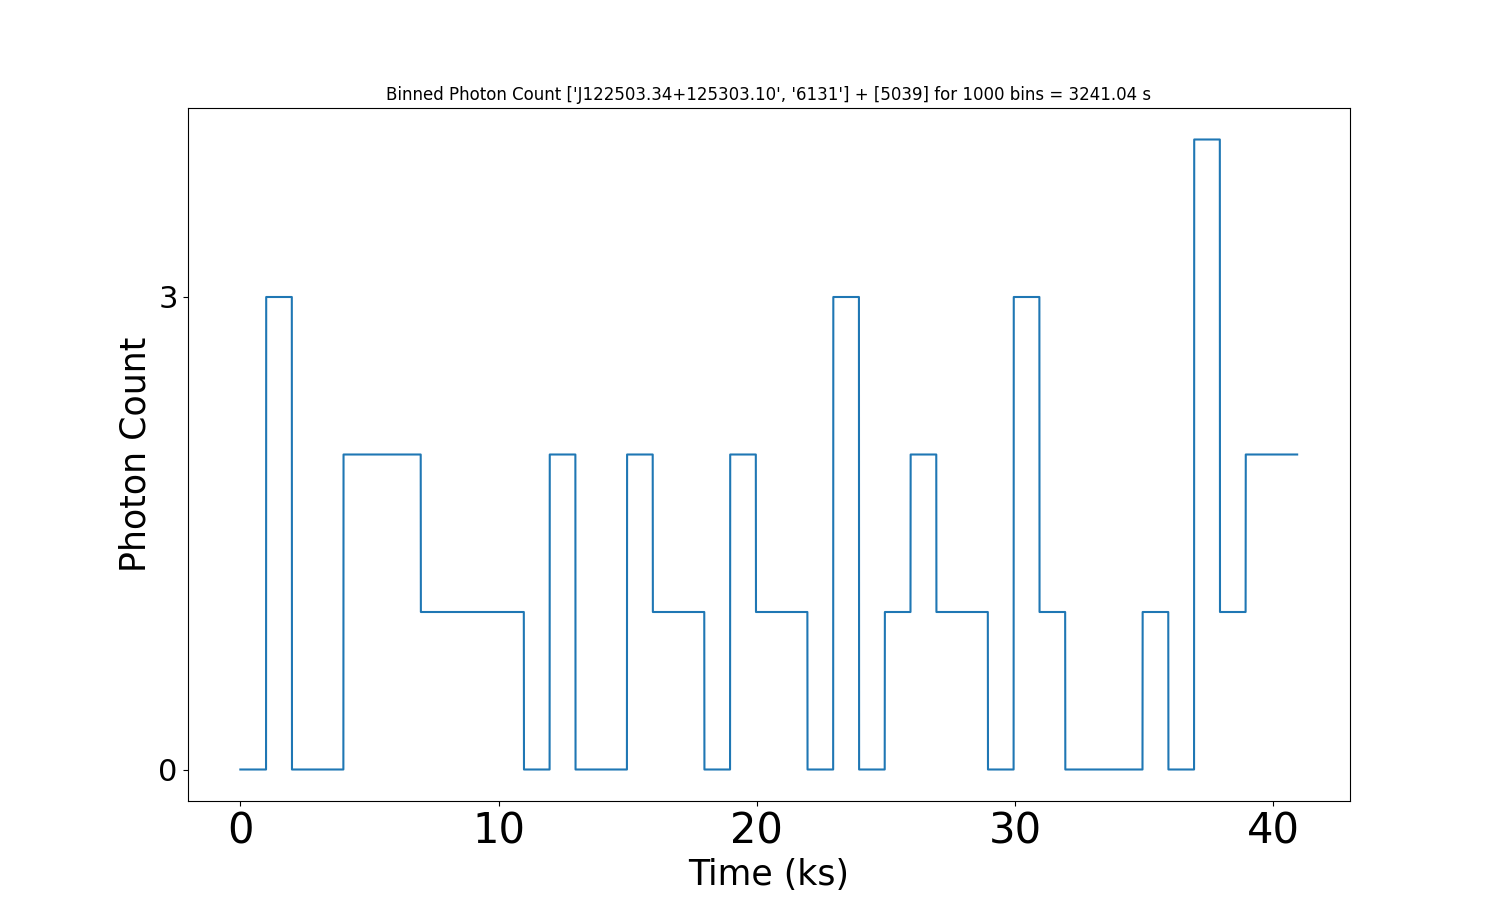 Binned Photon Count ['J122503.34+125303.10', '6131'] + [5039] for 1000 bins = 3241.04 s
3
Photon Count
0
0 10 20 30 40
Time (ks)